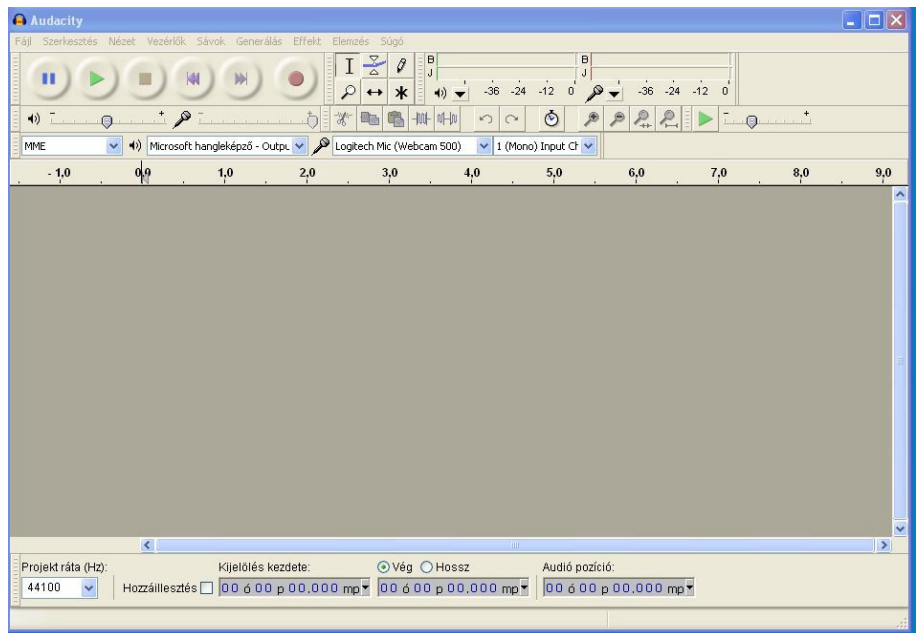 Audacity
Fájl Szerkesztés Nézet Vezérlők Sávok Generálás Effekt Elemzés Súgó
B B
J J
-36 -24 -12 0 -36 -24 -12 0
- + - + - +
MME Microsoft hangleképző - Outpu Logitech Mic (Webcam 500) 1 (Mono) Input Ch
- 1,0 0,0 1,0 2,0 3,0 4,0 5,0 6,0 7,0 8,0 9,0
Projekt ráta (Hz): Kijelölés kezdete: Vég Hossz Audió pozíció:
44100 Hozzáillesztés 00 ó 00 p 00,000 mp 00 ó 00 p 00,000 mp 00 ó 00 p 00,000 mp